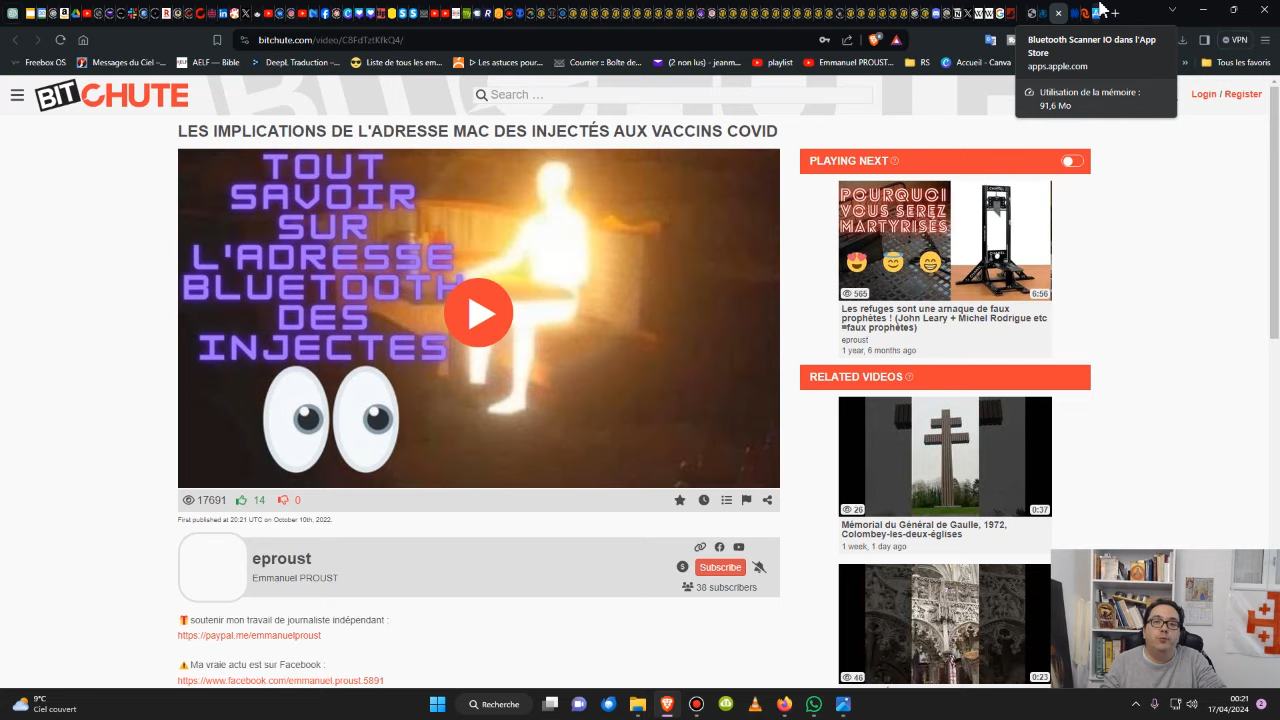 bitchute.com/video/C8FdTztKfkQ4/
VPN
Bluetooth Scanner IO dans l'App
Store
apps.apple.com
Utilisation de la mémoire :
91,6 Mo
Freebox OS
Messages du Ciel –...
AELF — Bible
DeepL Traduction –...
Liste de tous les em...
▷ Les astuces pour...
Courrier :: Boîte de...
(2 non lus) - jeanm...
playlist
Emmanuel PROUST...
RS
Accueil - Canva
» Tous les favoris
BITCHUTE
Search ...
Login / Register
LES IMPLICATIONS DE L'ADRESSE MAC DES INJECTÉS AUX VACCINS COVID
TOUT
SAVOIR
SUR
L'ADRESSE
BLUETOOTH
DES
INJECTES
17691 14 0
First published at 20:21 UTC on October 10th, 2022.
eproust
Emmanuel PROUST
Subscribe
38 subscribers
🎁soutenir mon travail de journaliste indépendant :
https://paypal.me/emmanuelproust
⚠️Ma vraie actu est sur Facebook :
https://www.facebook.com/emmanuel.proust.5891
PLAYING NEXT
POURQUOI
VOUS SEREZ
MARTYRISÉS
565
6:56
Les refuges sont une arnaque de faux
prophètes ! (John Leary + Michel Rodrigue etc
=faux prophètes)
eproust
1 year, 6 months ago
RELATED VIDEOS
26
0:37
Mémorial du Général de Gaulle, 1972,
Colombey-les-deux-églises
1 week, 1 day ago
46
0:23
9°C
Ciel couvert
Recherche
00:21
17/04/2024